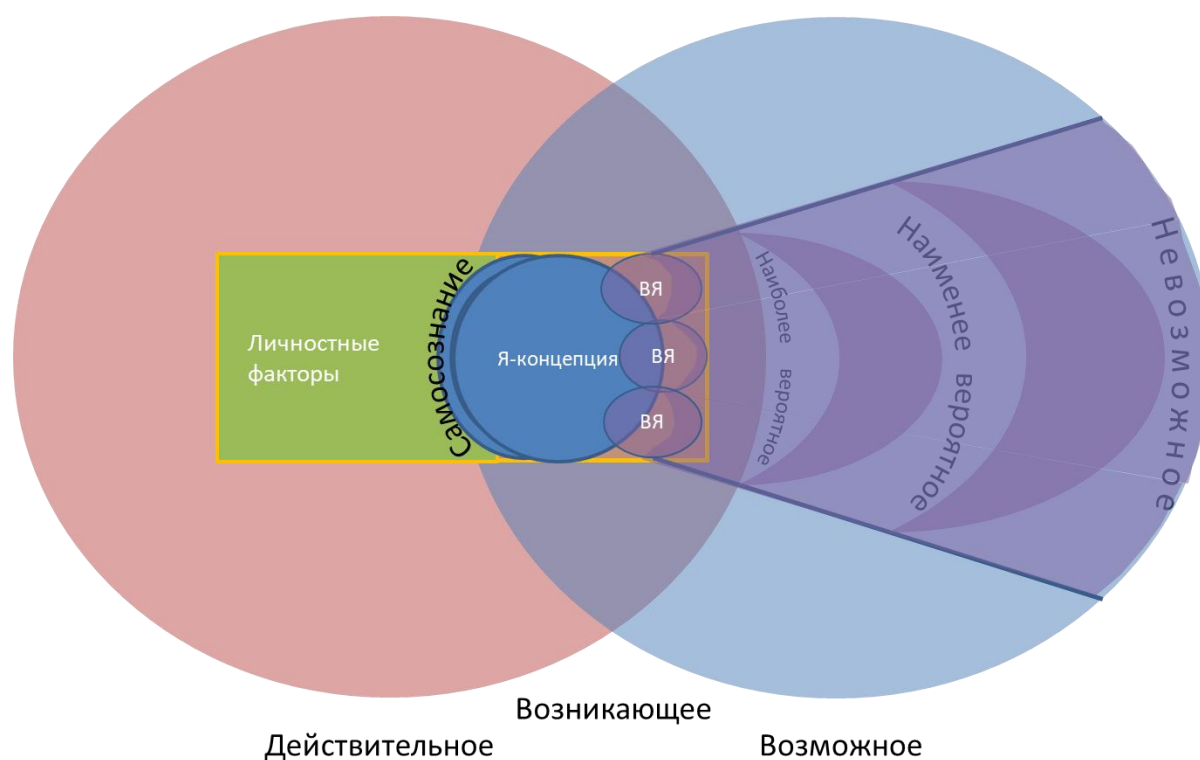 Личностные
факторы
Самосознание
Я-концепция
ВЯ
ВЯ
ВЯ
Наиболее вероятное
Наименее вероятное
Невозможное
Возникающее
Действительное
Возможное